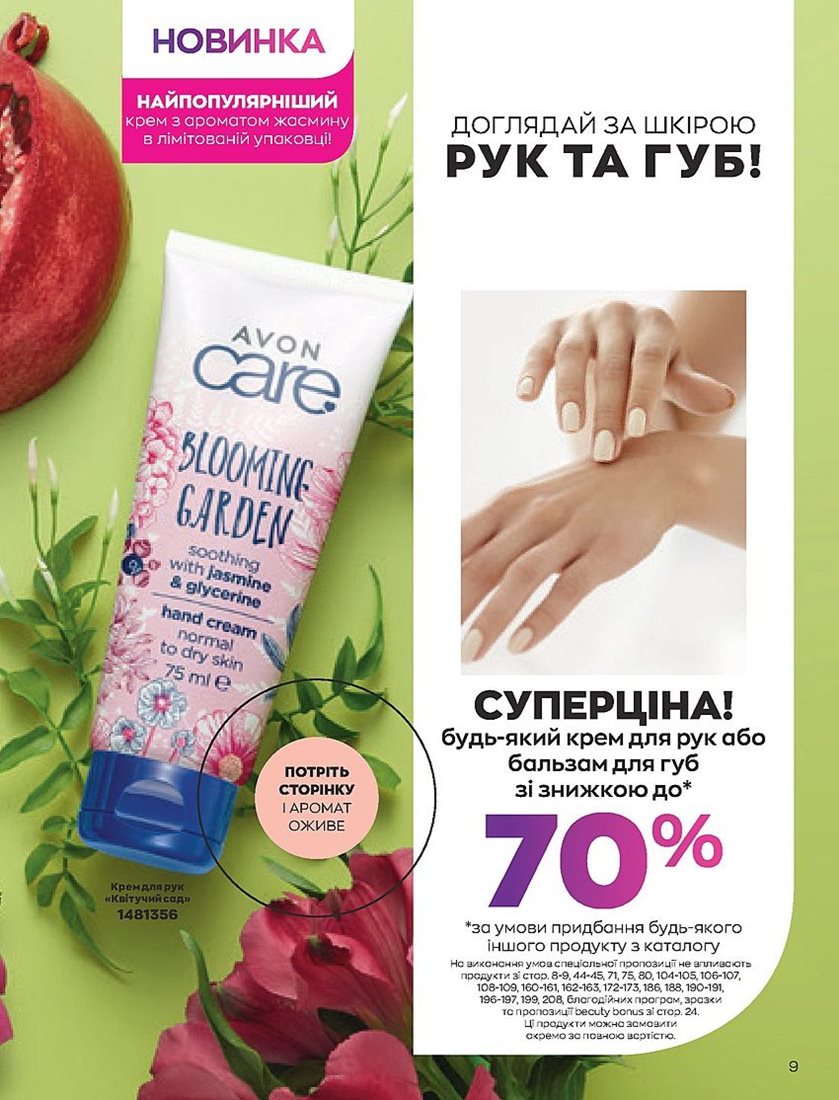 НОВИНКА
НАЙПОПУЛЯРНІШИЙ
крем з ароматом жасмину
в лімітованій упаковці!
ДОГЛЯДАЙ ЗА ШКІРОЮ
РУК ТА ГУБ!
AVON
care
BLOOMING
GARDEN
soothing
with jasmine
& glycerine
hand cream
normal
to dry skin
75 ml e
ПОТРІТЬ
СТОРІНКУ
І АРОМАТ
ОЖИВЕ
Крем для рук
«Квітучий сад»
1481356
СУПЕРЦІНА!
будь-який крем для рук або
бальзам для губ
зі знижкою до*
70%
*за умови придбання будь-якого
іншого продукту з каталогу
На виконання умов спеціальної пропозиції не впливають
продукти зі стор. 8-9, 44-45, 71, 75, 80, 104-105, 106-107,
108-109, 160-161, 162-163, 172-173, 186, 188, 190-191,
196-197, 199, 208, благодійних програм, зразки
та пропозиції beauty bonus зі стор. 24.
Ці продукти можна замовити
окремо за повною вартістю.
9